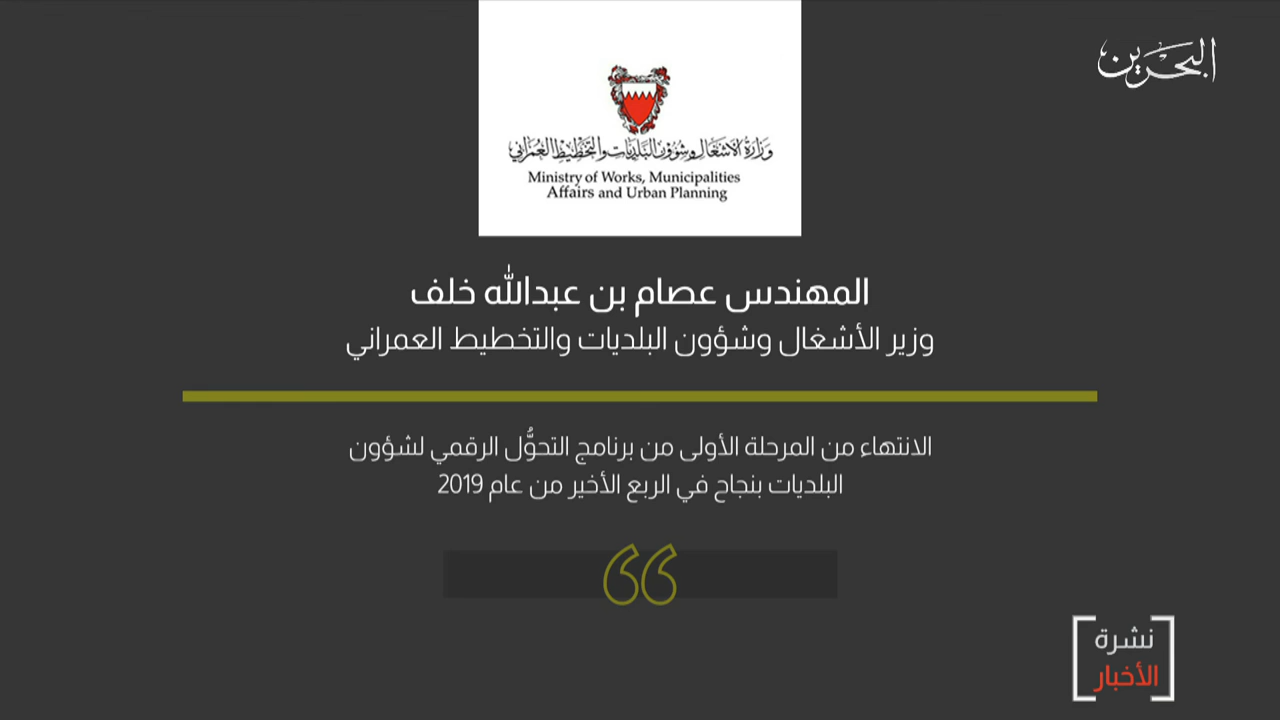 البحرين
وزارة الأشغال وشؤون البلديات والتخطيط العمراني
Ministry of Works, Municipalities
Affairs and Urban Planning
المهندس عصام بن عبدالله خلف
وزير الأشغال وشؤون البلديات والتخطيط العمراني
الانتهاء من المرحلة الأولى من برنامج التحوُّل الرقمي لشؤون
البلديات بنجاح في الربع الأخير من عام 2019
نشرة
الأخبار